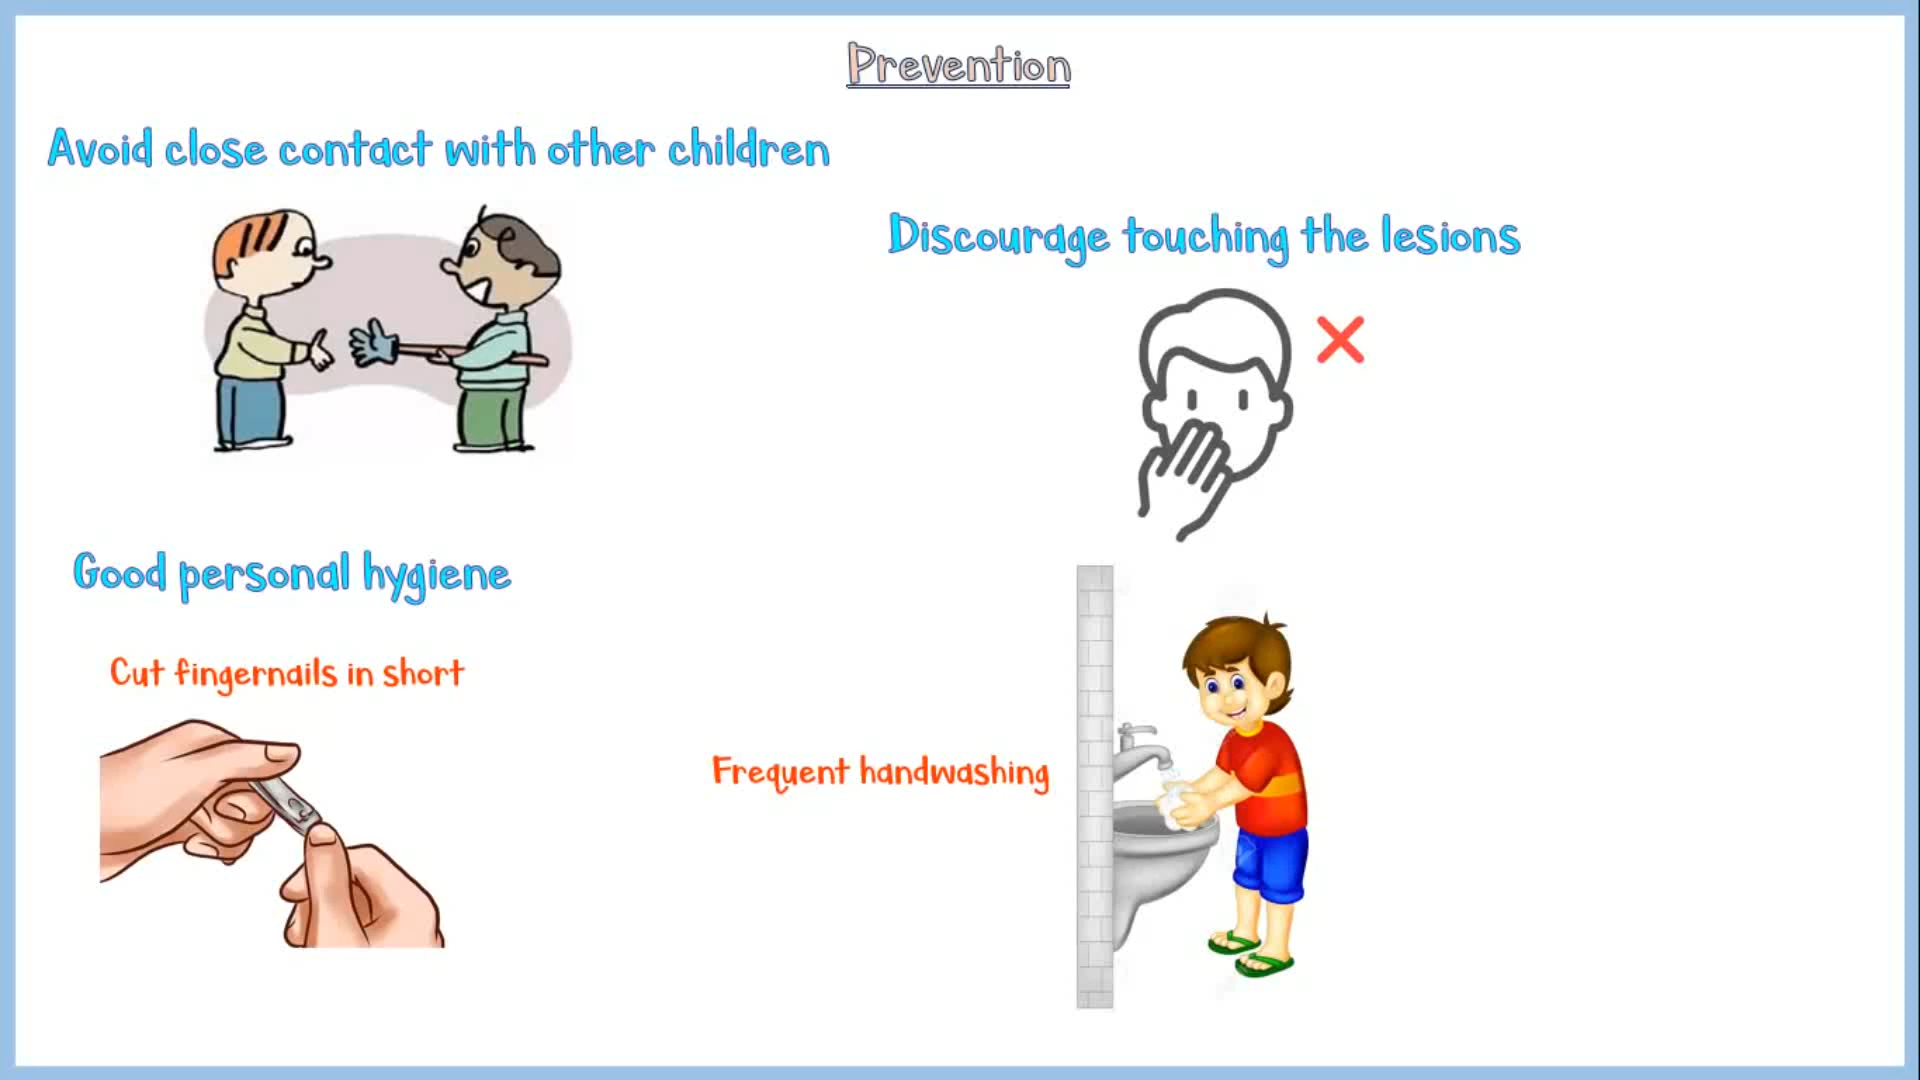 Prevention
Avoid close contact with other children
Discourage touching the lesions
Good personal hygiene
Cut fingernails in short
Frequent handwashing